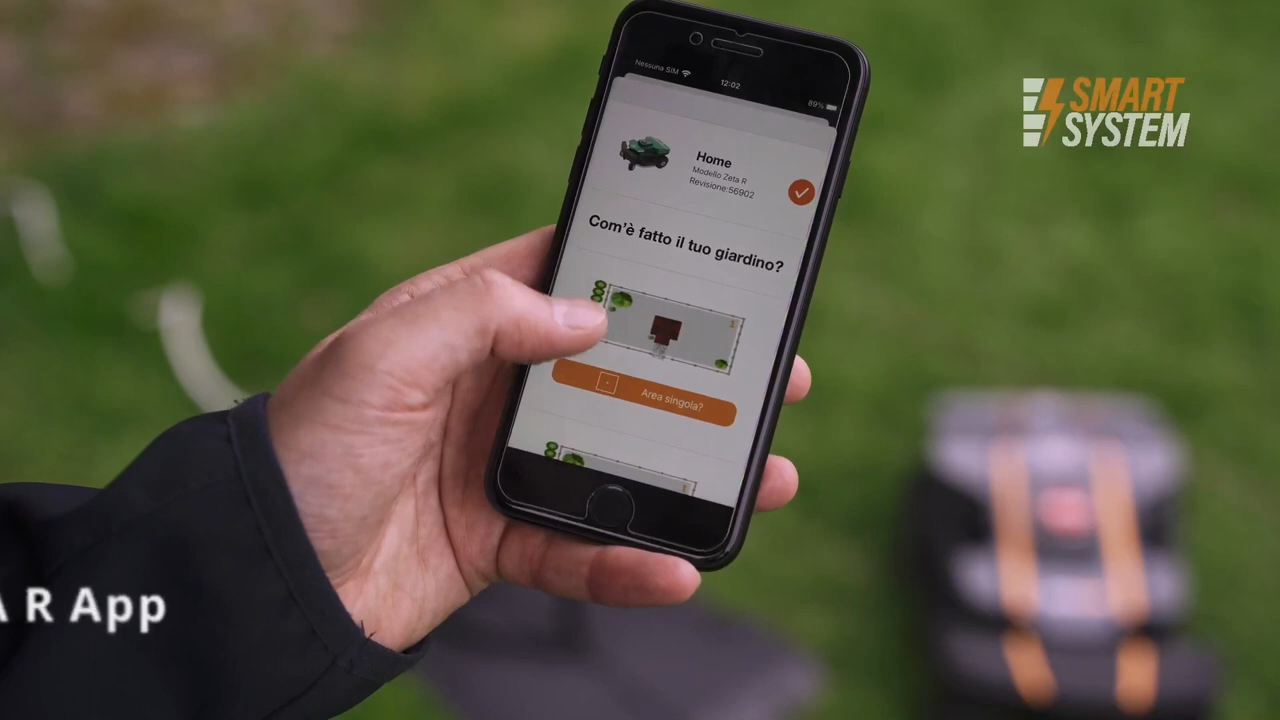 Nessuna SIM
12:02
89%
SMART
SYSTEM
Home
Modello Zeta R
Revisione:56902
Com'è fatto il tuo giardino?
Area singola?
R App